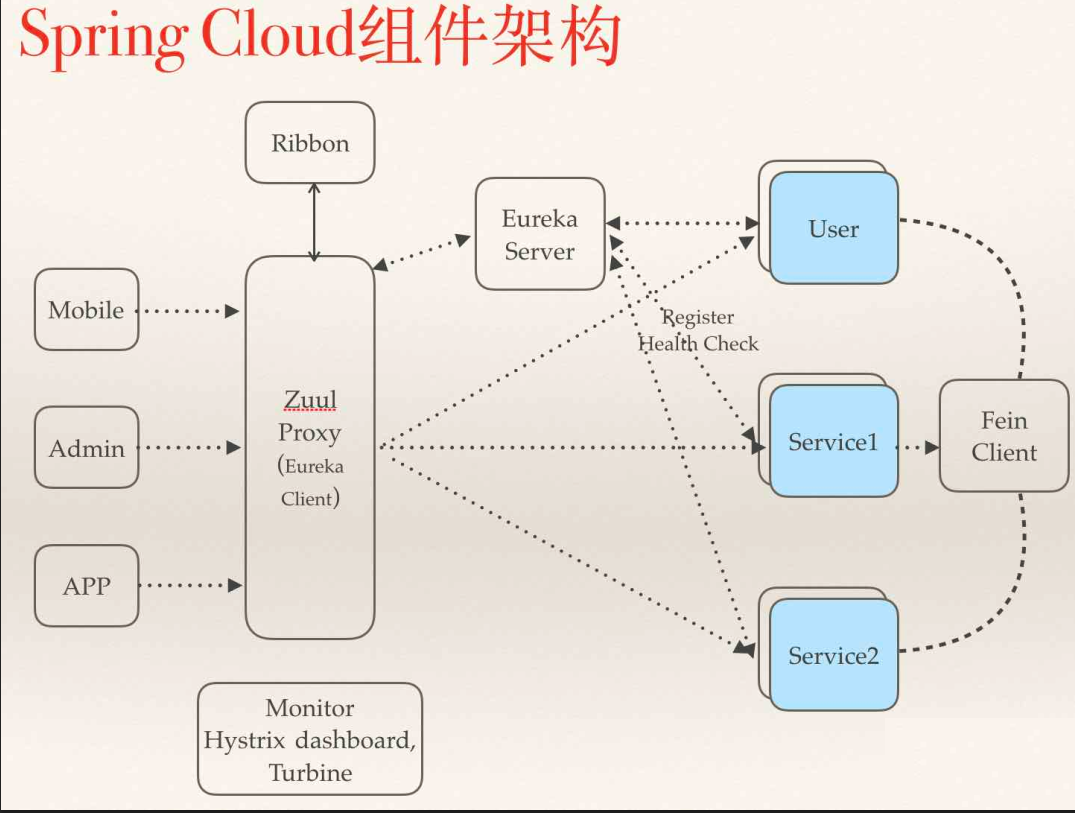 Spring Cloud组件架构
Ribbon
Eureka
Server
User
Mobile
Register
Health Check
Zuul
Proxy
(Eureka
Client)
Admin
Service1
Fein
Client
APP
Service2
Monitor
Hystrix dashboard,
Turbine